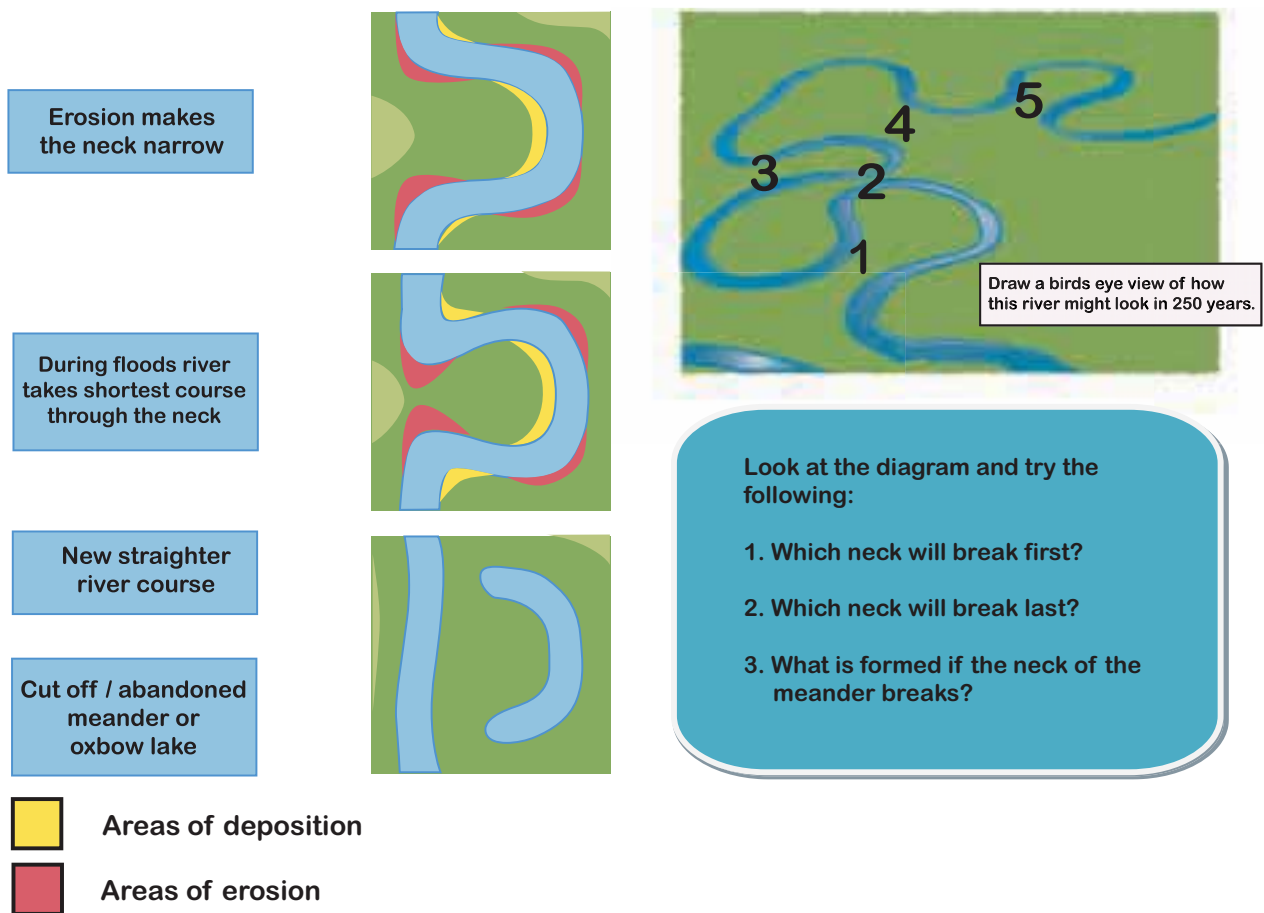 Erosion makes
the neck narrow
During floods river
takes shortest course
through the neck
New straighter
river course
Cut off / abandoned
meander or
oxbow lake
Areas of deposition
Areas of erosion
5
4
3
2
1
Draw a birds eye view of how
this river might look in 250 years.
Look at the diagram and try the
following:
1. Which neck will break first?
2. Which neck will break last?
3. What is formed if the neck of the
meander breaks?